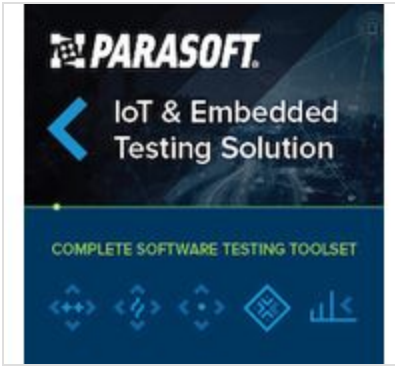 PARASOFT.
IoT & Embedded
Testing Solution
COMPLETE SOFTWARE TESTING TOOLSET